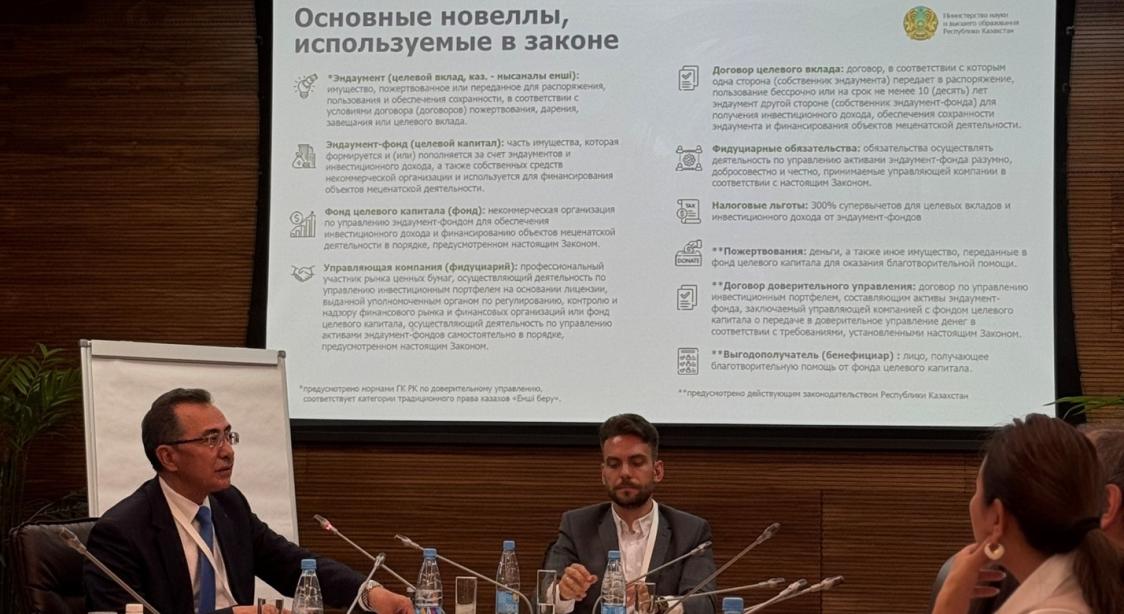 Основные новеллы,
используемые в законе
Министерство науки
и высшего образования
Республики Казахстан
*Эндаумент (целевой вклад, каз. - нысаналы енші):
имущество, пожертвованное или переданное для распоряжения,
пользования и обеспечения сохранности, в соответствии с
условиями договора (договоров) пожертвования, дарения,
завещания или целевого вклада.
Эндаумент-фонд (целевой капитал): часть имущества, которая
формируется и (или) пополняется за счет эндаументов и
инвестиционного дохода, а также собственных средств
некоммерческой организации и используется для финансирования
объектов меценатской деятельности.
Фонд целевого капитала (фонд): некоммерческая организация
по управлению эндаумент-фондом для обеспечения
инвестиционного дохода и финансированию объектов меценатской
деятельности в порядке, предусмотренном настоящим Законом.
Управляющая компания (фидуциарий): профессиональный
участник рынка ценных бумаг, осуществляющий деятельность по
управлению инвестиционным портфелем на основании лицензии,
выданной уполномоченным органом по регулированию, контролю и
надзору финансового рынка и финансовых организаций или фонд
целевого капитала, осуществляющий деятельность по управлению
активами эндаумент-фондов самостоятельно в порядке,
предусмотренном настоящим Законом.
*предусмотрено нормами ГК РК по доверительному управлению,
соответствует категории традиционного права казахов «Енші беру».
Договор целевого вклада: договор, в соответствии с которым
одна сторона (собственник эндаумента) передает в распоряжение,
пользование бессрочно или на срок не менее 10 (десять) лет
эндаумент другой стороне (собственник эндаумент-фонда) для
получения инвестиционного дохода, обеспечения сохранности
эндаумента и финансирования объектов меценатской деятельности.
Фидуциарные обязательства: обязательства осуществлять
деятельность по управлению активами эндаумент-фонда разумно,
добросовестно и честно, принимаемые управляющей компании в
соответствии с настоящим Законом.
TAX
Налоговые льготы: 300% супервычетов для целевых вкладов и
инвестиционного дохода от эндаумент-фондов
DONATE
**Пожертвования: деньги, а также иное имущество, переданные в
фонд целевого капитала для оказания благотворительной помощи.
**Договор доверительного управления: договор по управлению
инвестиционным портфелем, составляющим активы эндаумент-
фонда, заключаемый управляющей компанией с фондом целевого
капитала о передаче в доверительное управление денег в
соответствии с требованиями, установленными настоящим Законом.
**Выгодополучатель (бенефициар) : лицо, получающее
благотворительную помощь от фонда целевого капитала.
**предусмотрено действующим законодательством Республики Казахстан